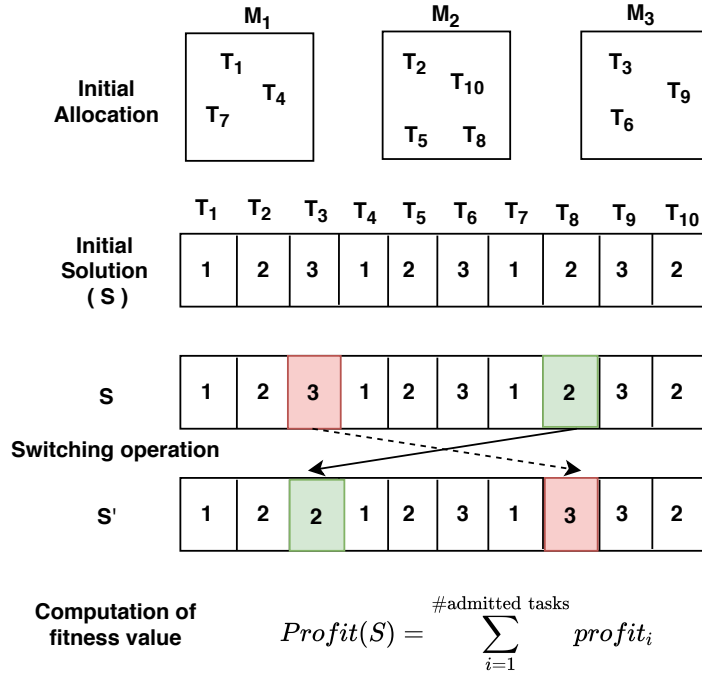 M1 M2 M3
Initial Allocation
T1 T4 T7
T2 T10 T5 T8
T3 T9 T6
T1 T2 T3 T4 T5 T6 T7 T8 T9 T10
Initial Solution ( S )
1 2 3 1 2 3 1 2 3 2
S
1 2 3 1 2 3 1 2 3 2
Switching operation
S'
1 2 2 1 2 3 1 3 3 2
Computation of
fitness value
#admitted tasks
Profit(S) = ∑ profit_i
i=1